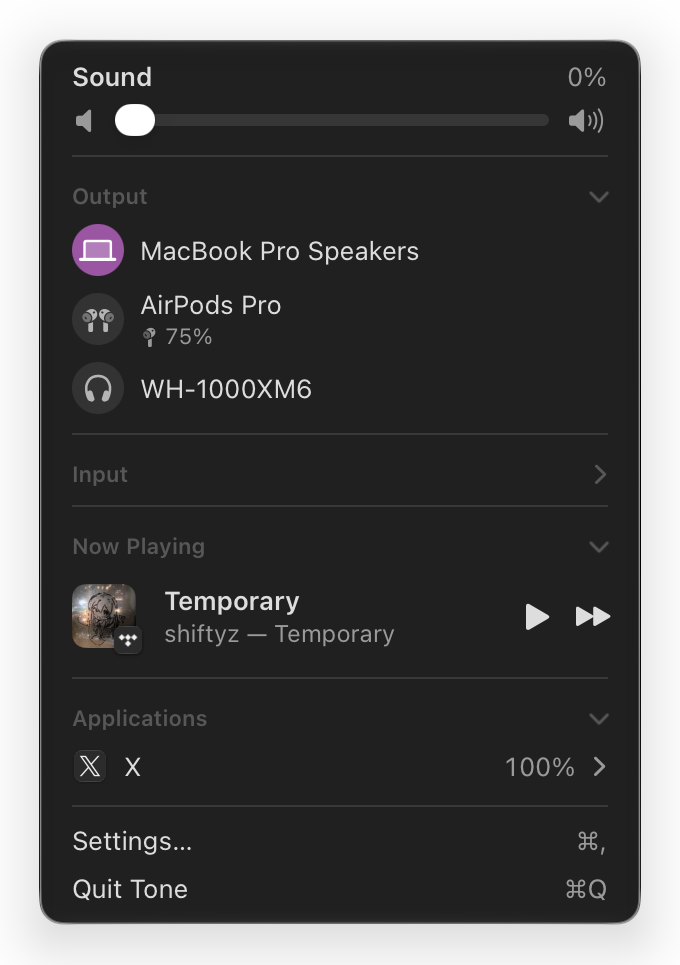 Sound 0%
Output
MacBook Pro Speakers
AirPods Pro
75%
WH-1000XM6
Input
Now Playing
Temporary
shiftyz — Temporary
Applications
X 100%
Settings... ⌘,
Quit Tone ⌘Q